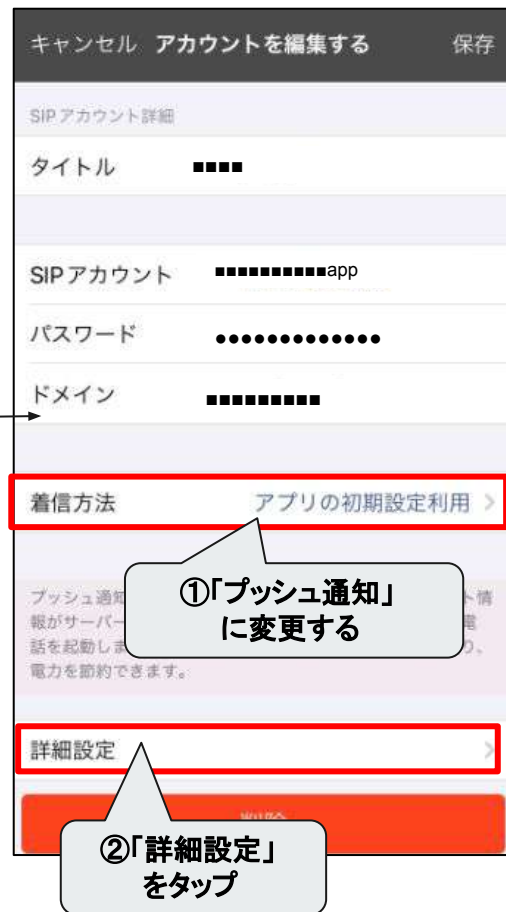 キャンセル アカウントを編集する 保存
SIPアカウント詳細
タイトル ■■■■
SIPアカウント ■■■■■■■■■■app
パスワード ●●●●●●●●●●●●●
ドメイン ■■■■■■■■■
着信方法 アプリの初期設定利用 >
①「プッシュ通知」
に変更する
プッシュ通知 ト情
報がサーバー 電
話を起動しま り、
電力を節約できます。
詳細設定 >
削除
②「詳細設定」
をタップ